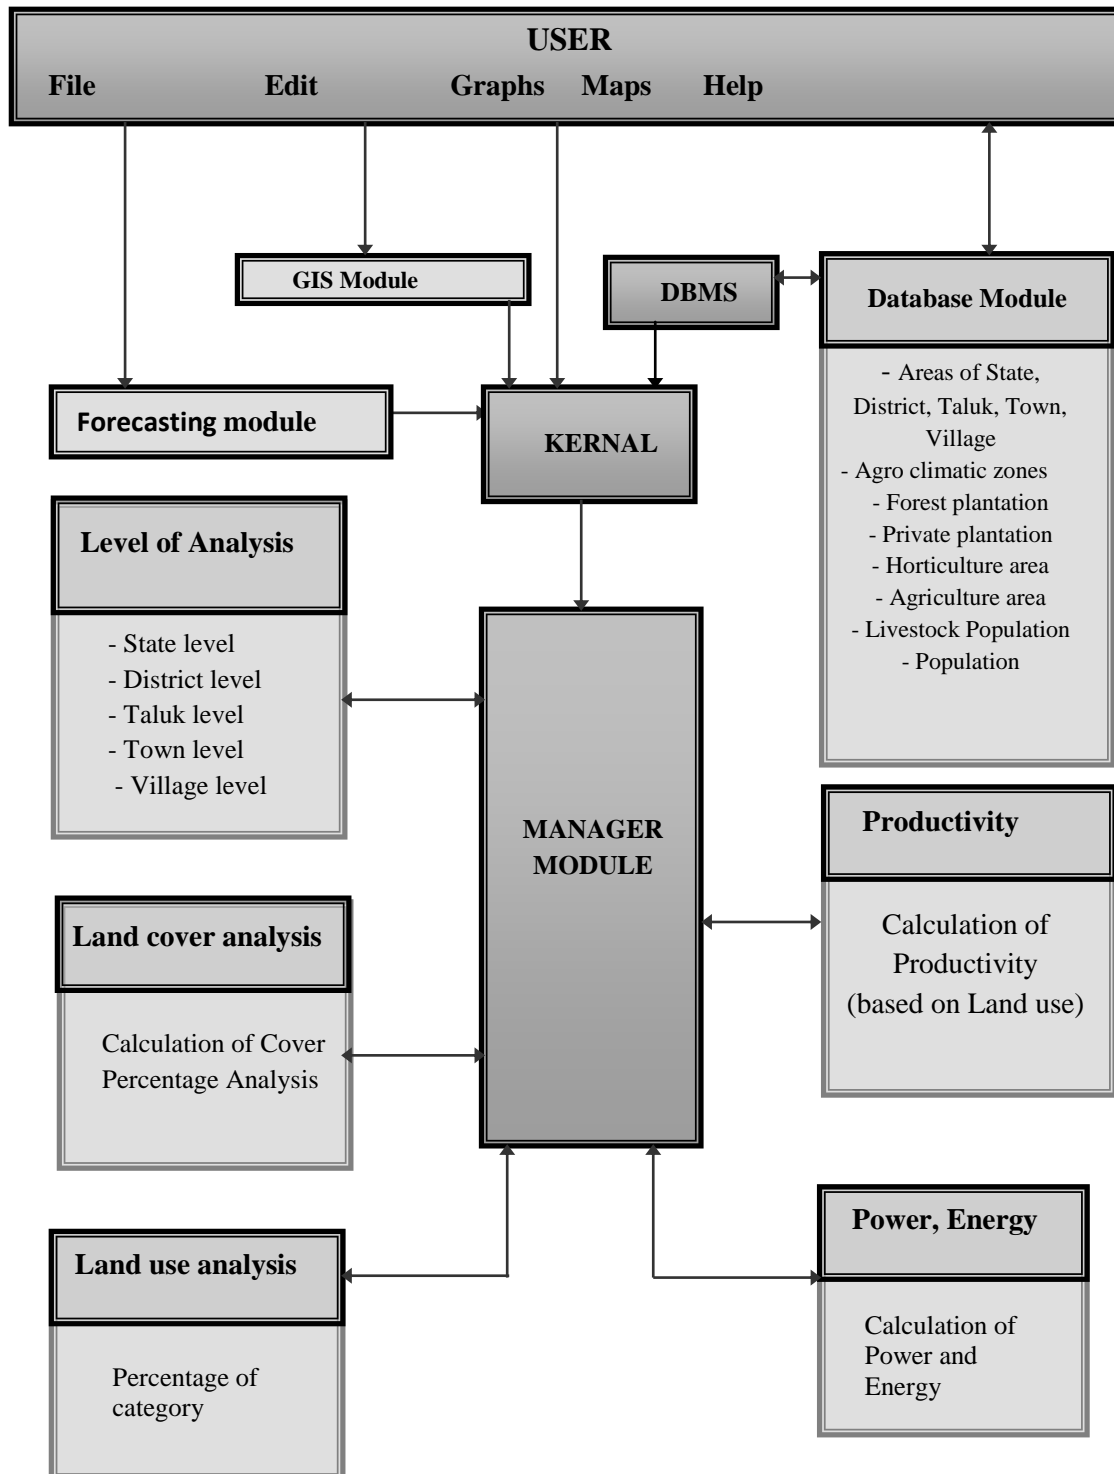 USER
File Edit Graphs Maps Help
GIS Module
DBMS
Database Module
- Areas of State,
District, Taluk, Town,
Village
- Agro climatic zones
- Forest plantation
- Private plantation
- Horticulture area
- Agriculture area
- Livestock Population
- Population
Forecasting module
KERNAL
Level of Analysis
- State level
- District level
- Taluk level
- Town level
- Village level
MANAGER
MODULE
Productivity
Calculation of
Productivity
(based on Land use)
Land cover analysis
Calculation of Cover
Percentage Analysis
Power, Energy
Calculation of
Power and
Energy
Land use analysis
Percentage of
category